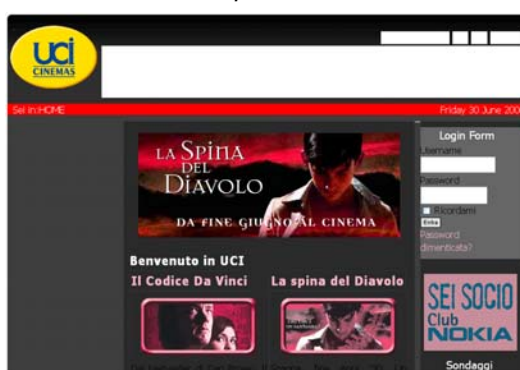 UCI
CINEMAS
Sei in:HOME
Friday 30 June 200
Login Form
Username
LA SPINA
DEL
DIAVOLO
Password
DA FINE GIUGNO AL CINEMA
Ricordami
Entra
Password
dimenticata?
Benvenuto in UCI
Il Codice Da Vinci
La spina del Diavolo
SEI SOCIO
Club
NOKIA
Sondaggi